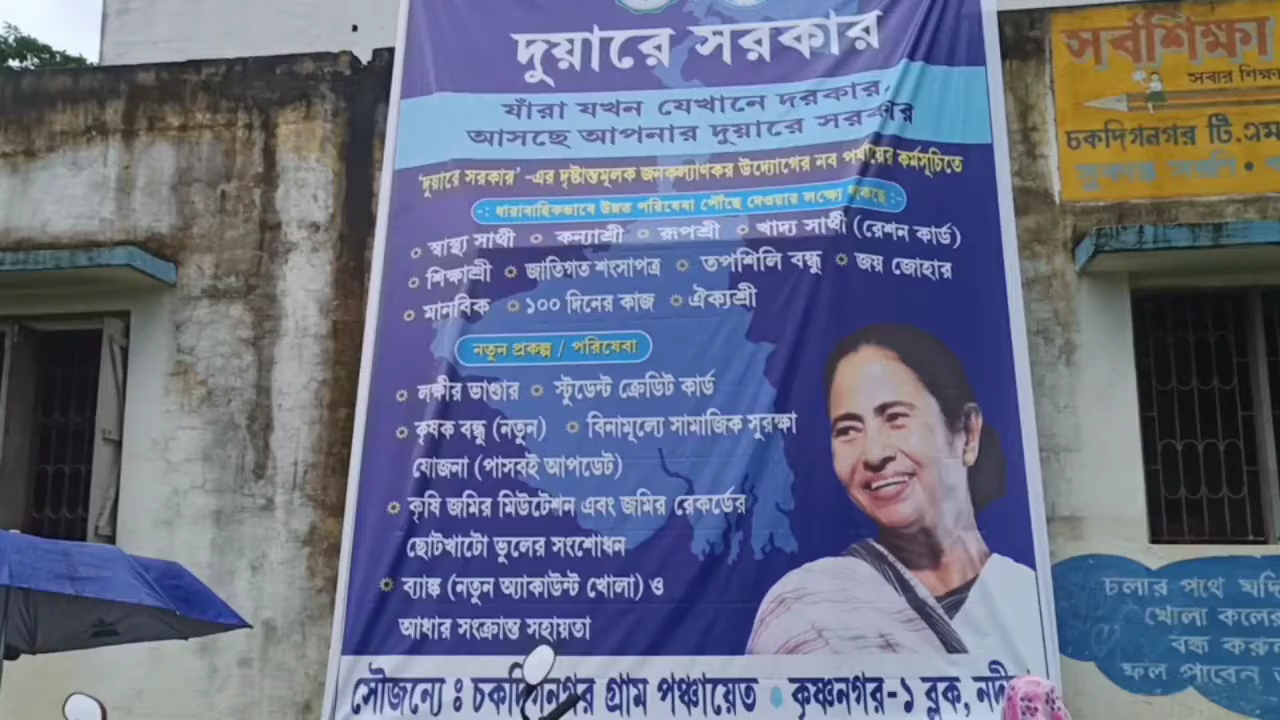 দুয়ারে সরকার
যাঁরা যখন যেখানে দরকার,
আসছে আপনার দুয়ারে সরকার
'দুয়ারে সরকার' -এর দৃষ্টান্তমূলক জনকল্যাণকর উদ্যোগের নব পর্যায়ের কর্মসূচিতে
-: ধারাবাহিকভাবে উন্নত পরিষেবা পৌঁছে দেওয়ার লক্ষ্যে থাকছে :-
স্বাস্থ্য সাথী কন্যাশ্রী রূপশ্রী খাদ্য সাথী (রেশন কার্ড)
শিক্ষাশ্রী জাতিগত শংসাপত্র তপশিলি বন্ধু জয় জোহার
মানবিক ১০০ দিনের কাজ ঐক্যশ্রী
নতুন প্রকল্প / পরিষেবা
লক্ষীর ভাণ্ডার স্টুডেন্ট ক্রেডিট কার্ড
কৃষক বন্ধু (নতুন) বিনামূল্যে সামাজিক সুরক্ষা
যোজনা (পাসবই আপডেট)
কৃষি জমির মিউটেশন এবং জমির রেকর্ডের
ছোটখাটো ভুলের সংশোধন
ব্যাঙ্ক (নতুন অ্যাকাউন্ট খোলা) ও
আধার সংক্রান্ত সহায়তা
সৌজন্যে ঃ চকদিগনগর গ্রাম পঞ্চায়েত • কৃষ্ণনগর-১ ব্লক,
সর্বশিক্ষা
সবার
চকদিগনগর টি.এম
চলার পথে যদি
খোলা কলের
বন্ধ করুন
ফল পাবেন